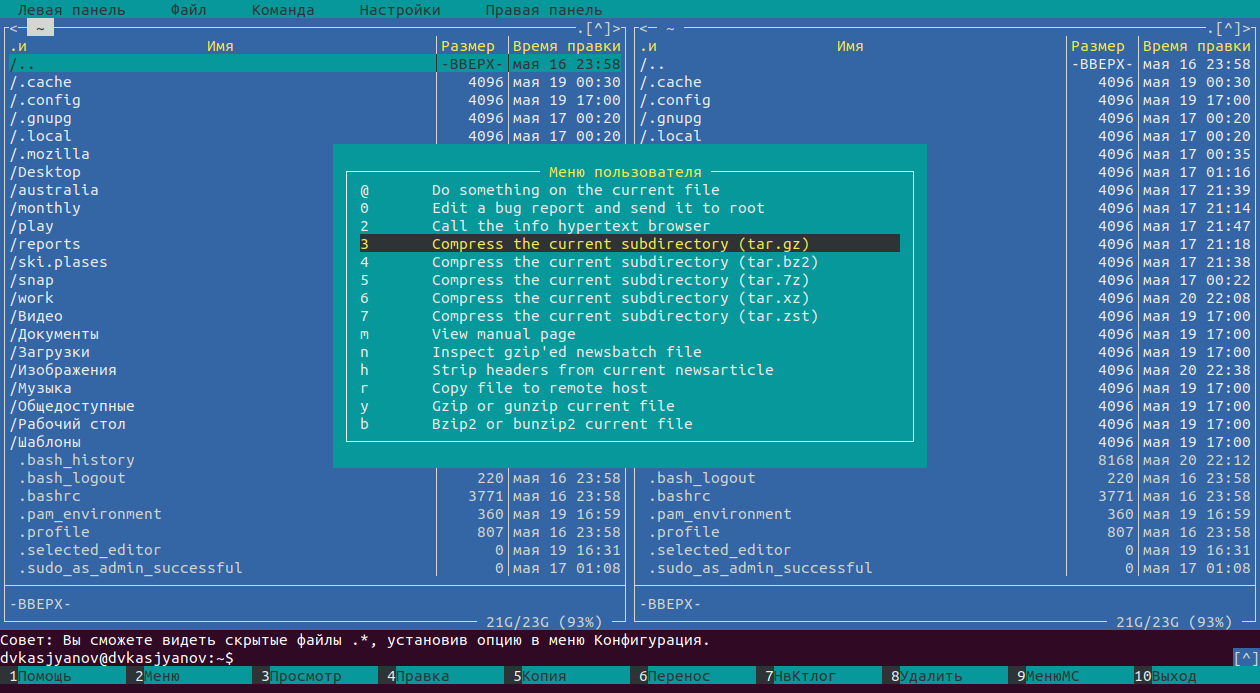 Левая панель Файл Команда Настройки Правая панель
<─ ~ ─.[^]>┐ ┌<─ ~ ─.[^]>
.и Имя Размер Время правки .и Имя Размер Время правки
/.. -ВВЕРХ- мая 16 23:58 /.. -ВВЕРХ- мая 16 23:58
/.cache 4096 мая 19 00:30 /.cache 4096 мая 19 00:30
/.config 4096 мая 19 17:00 /.config 4096 мая 19 17:00
/.gnupg 4096 мая 17 00:20 /.gnupg 4096 мая 17 00:20
/.local 4096 мая 17 00:20 /.local 4096 мая 17 00:20
/.mozilla 4096 мая 17 00:35
/Desktop Меню пользователя 4096 мая 17 01:16
/australia @ Do something on the current file 4096 мая 17 21:39
/monthly 0 Edit a bug report and send it to root 4096 мая 17 21:14
/play 2 Call the info hypertext browser 4096 мая 17 21:47
/reports 3 Compress the current subdirectory (tar.gz) 4096 мая 17 21:18
/ski.plases 4 Compress the current subdirectory (tar.bz2) 4096 мая 17 21:38
/snap 5 Compress the current subdirectory (tar.7z) 4096 мая 17 00:22
/work 6 Compress the current subdirectory (tar.xz) 4096 мая 20 22:08
/Видео 7 Compress the current subdirectory (tar.zst) 4096 мая 19 17:00
/Документы m View manual page 4096 мая 19 17:00
/Загрузки n Inspect gzip'ed newsbatch file 4096 мая 19 17:00
/Изображения h Strip headers from current newsarticle 4096 мая 20 22:38
/Музыка r Copy file to remote host 4096 мая 19 17:00
/Общедоступные y Gzip or gunzip current file 4096 мая 19 17:00
/Рабочий стол b Bzip2 or bunzip2 current file 4096 мая 19 17:00
/Шаблоны 4096 мая 19 17:00
.bash_history 8168 мая 20 22:12
.bash_logout 220 мая 16 23:58 .bash_logout 220 мая 16 23:58
.bashrc 3771 мая 16 23:58 .bashrc 3771 мая 16 23:58
.pam_environment 360 мая 19 16:59 .pam_environment 360 мая 19 16:59
.profile 807 мая 16 23:58 .profile 807 мая 16 23:58
.selected_editor 0 мая 19 16:31 .selected_editor 0 мая 19 16:31
.sudo_as_admin_successful 0 мая 17 01:08 .sudo_as_admin_successful 0 мая 17 01:08
-ВВЕРХ- -ВВЕРХ-
21G/23G (93%) 21G/23G (93%)
Совет: Вы сможете видеть скрытые файлы .*, установив опцию в меню Конфигурация.
dvkasjyanov@dvkasjyanov:~$ [^]
1Помощь 2Меню 3Просмотр 4Правка 5Копия 6Перенос 7НвКтлог 8Удалить 9МенюМС 10Выход